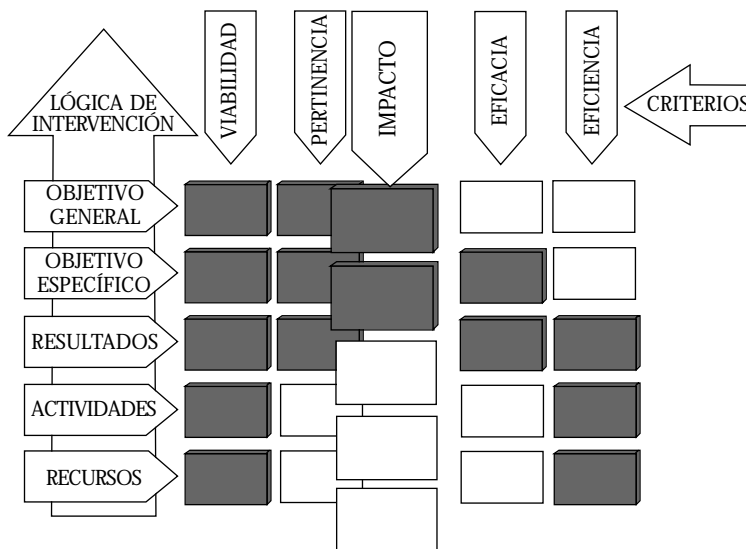 LÓGICA DE
INTERVENCIÓN
VIABILIDAD
PERTINENCIA
IMPACTO
EFICACIA
EFICIENCIA
CRITERIOS
OBJETIVO
GENERAL
OBJETIVO
ESPECÍFICO
RESULTADOS
ACTIVIDADES
RECURSOS